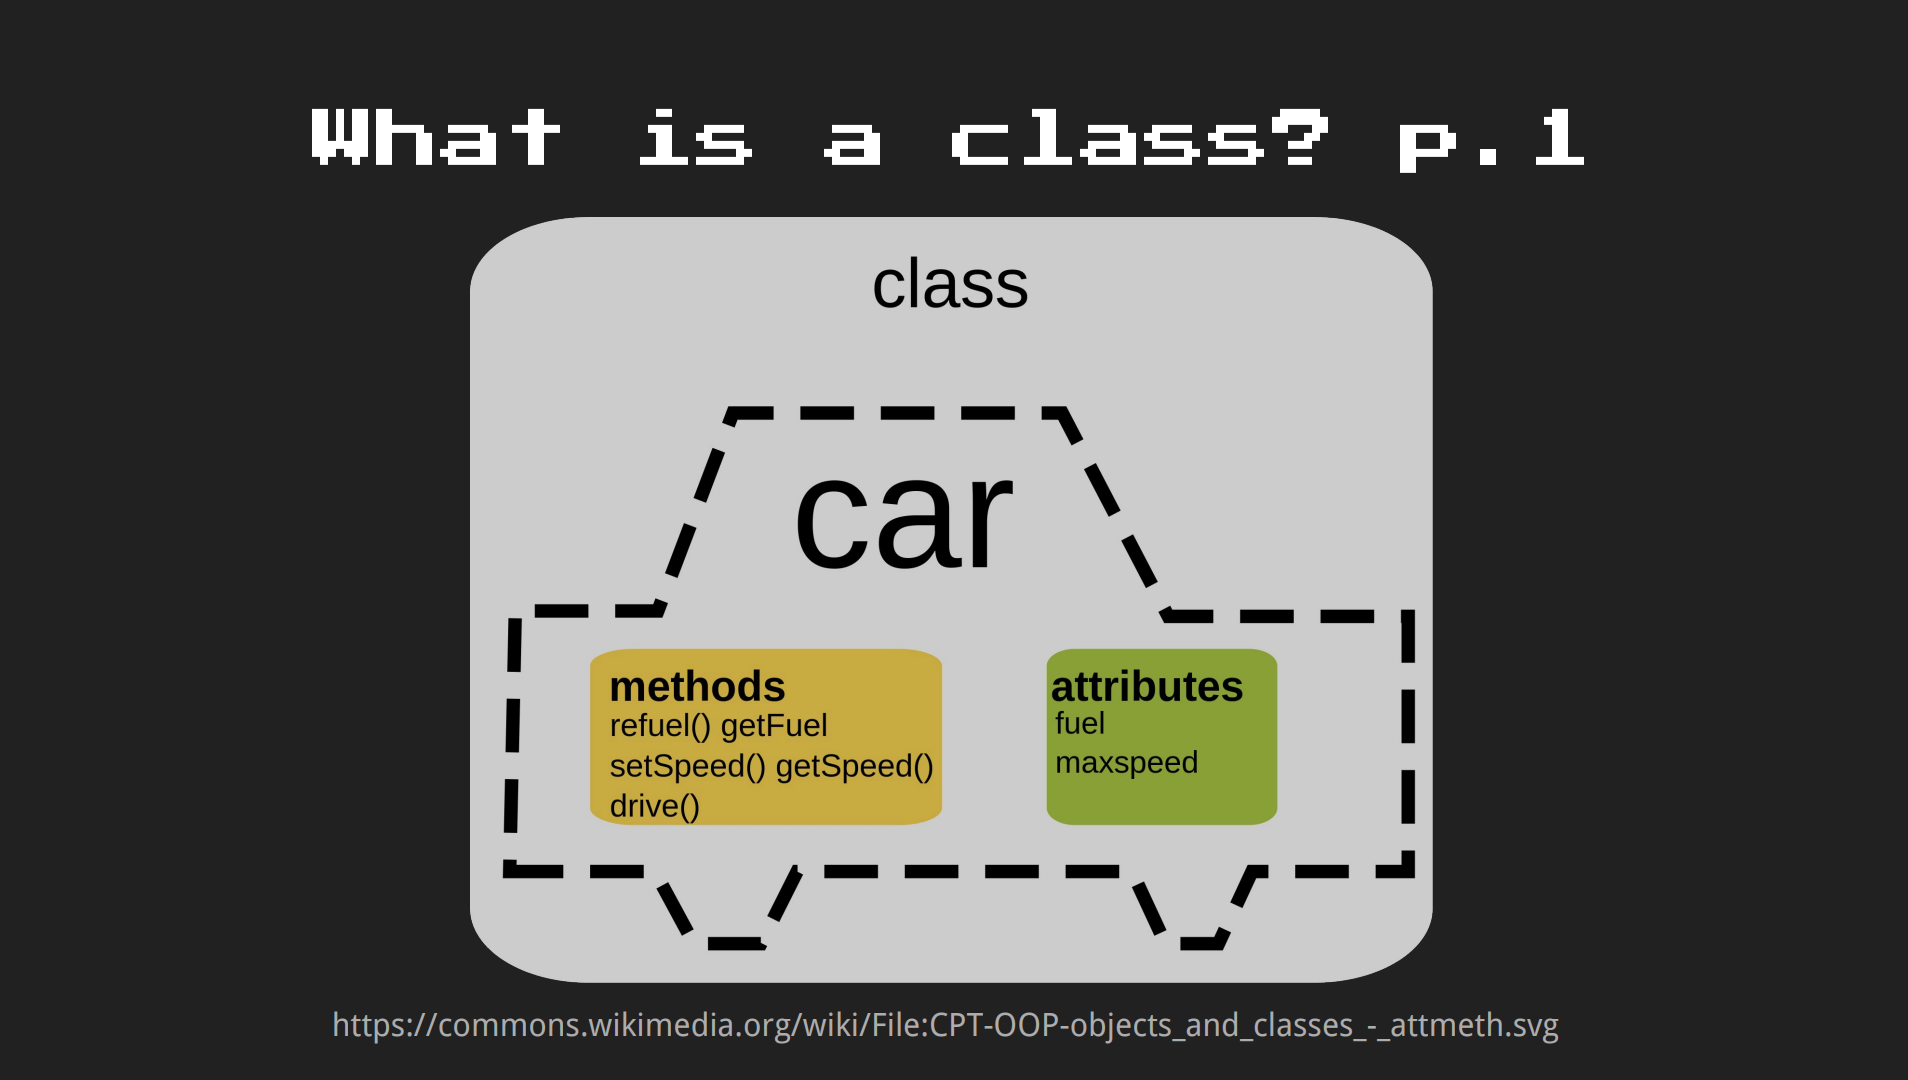 What is a class? p.1
class
car
methods
refuel() getFuel
setSpeed() getSpeed()
drive()
attributes
fuel
maxspeed
https://commons.wikimedia.org/wiki/File:CPT-OOP-objects_and_classes_-_attmeth.svg